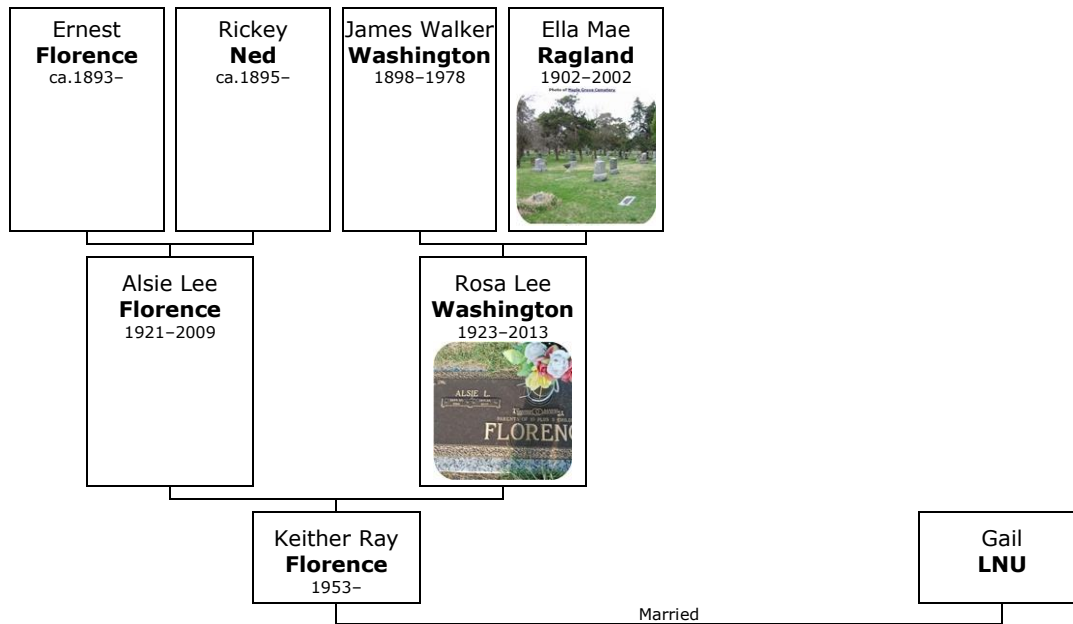 Ernest
Florence
ca.1893–
Rickey
Ned
ca.1895–
James Walker
Washington
1898–1978
Ella Mae
Ragland
1902–2002
Photo of Eagle Grove Cemetery
Alsie Lee
Florence
1921–2009
Rosa Lee
Washington
1923–2013
ALSIE L.
FLOREN
Keither Ray
Florence
1953–
Gail
LNU
Married